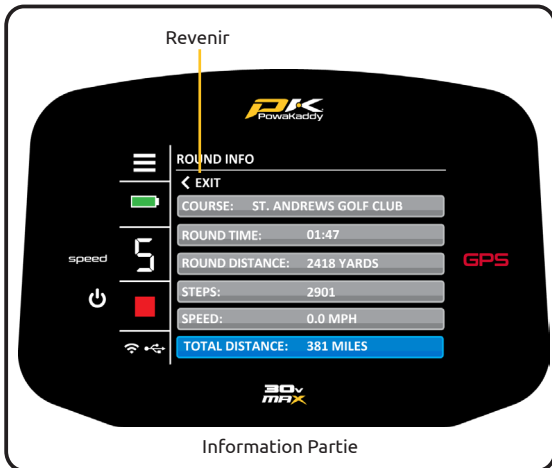 Revenir
PK
PowaKaddy
ROUND INFO
< EXIT
COURSE: ST. ANDREWS GOLF CLUB
ROUND TIME: 01:47
speed
5
ROUND DISTANCE: 2418 YARDS
GPS
STEPS: 2901
SPEED: 0.0 MPH
TOTAL DISTANCE: 381 MILES
30v
MAX
Information Partie